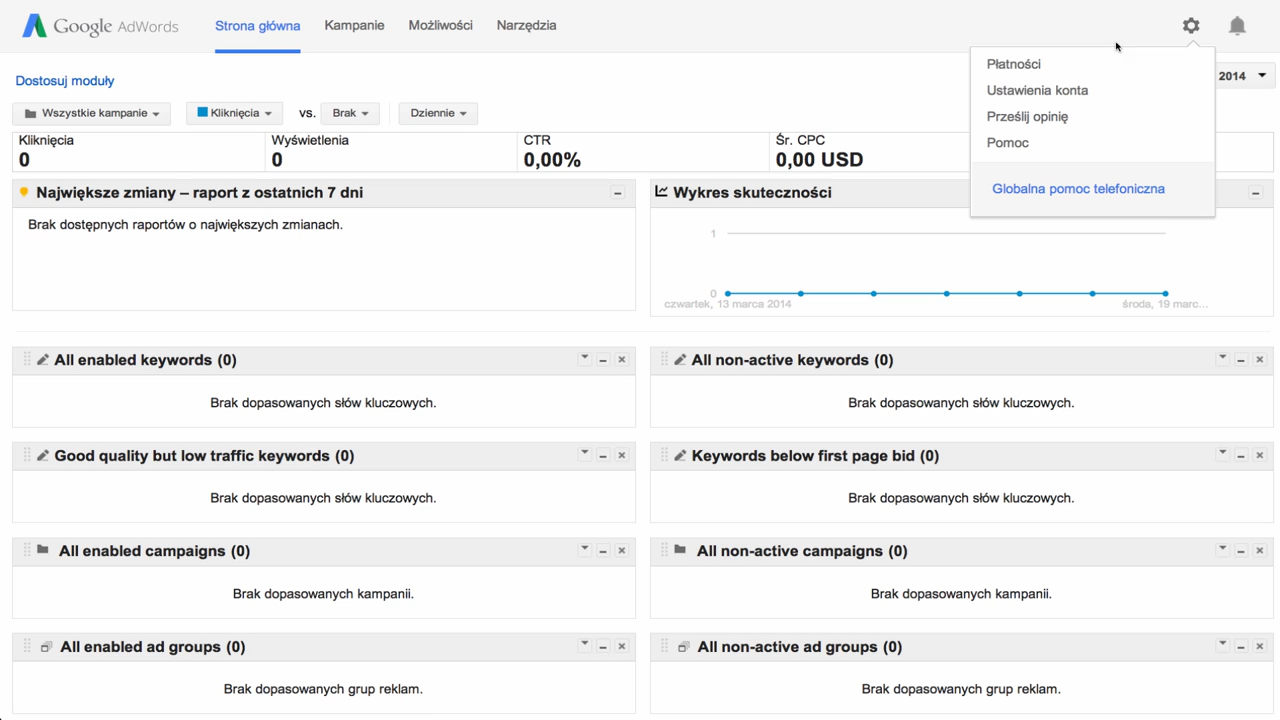 Google AdWords
Strona główna
Kampanie
Możliwości
Narzędzia
Płatności
Ustawienia konta
Prześlij opinię
Pomoc
Globalna pomoc telefoniczna
2014
Dostosuj moduły
Wszystkie kampanie
Kliknięcia
vs.
Brak
Dziennie
Kliknięcia
0
Wyświetlenia
0
CTR
0,00%
Śr. CPC
0,00 USD
Największe zmiany – raport z ostatnich 7 dni
Brak dostępnych raportów o największych zmianach.
Wykres skuteczności
1
0
czwartek, 13 marca 2014
środa, 19 marc...
All enabled keywords (0)
Brak dopasowanych słów kluczowych.
All non-active keywords (0)
Brak dopasowanych słów kluczowych.
Good quality but low traffic keywords (0)
Brak dopasowanych słów kluczowych.
Keywords below first page bid (0)
Brak dopasowanych słów kluczowych.
All enabled campaigns (0)
Brak dopasowanych kampanii.
All non-active campaigns (0)
Brak dopasowanych kampanii.
All enabled ad groups (0)
Brak dopasowanych grup reklam.
All non-active ad groups (0)
Brak dopasowanych grup reklam.